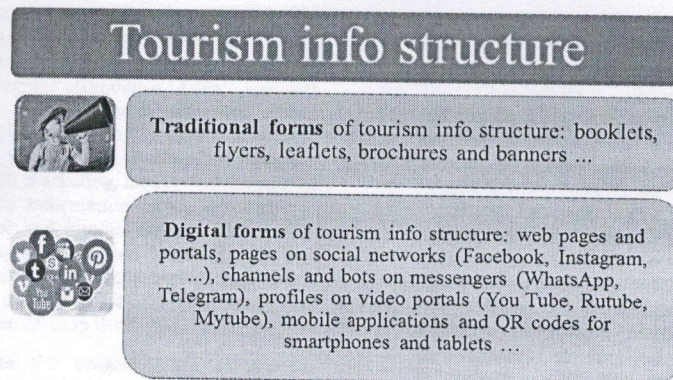 Tourism info structure
Traditional forms of tourism info structure: booklets,
flyers, leaflets, brochures and banners ...
Digital forms of tourism info structure: web pages and
portals, pages on social networks (Facebook, Instagram,
...), channels and bots on messengers (WhatsApp,
Telegram), profiles on video portals (You Tube, Rutube,
Mytube), mobile applications and QR codes for
smartphones and tablets ...